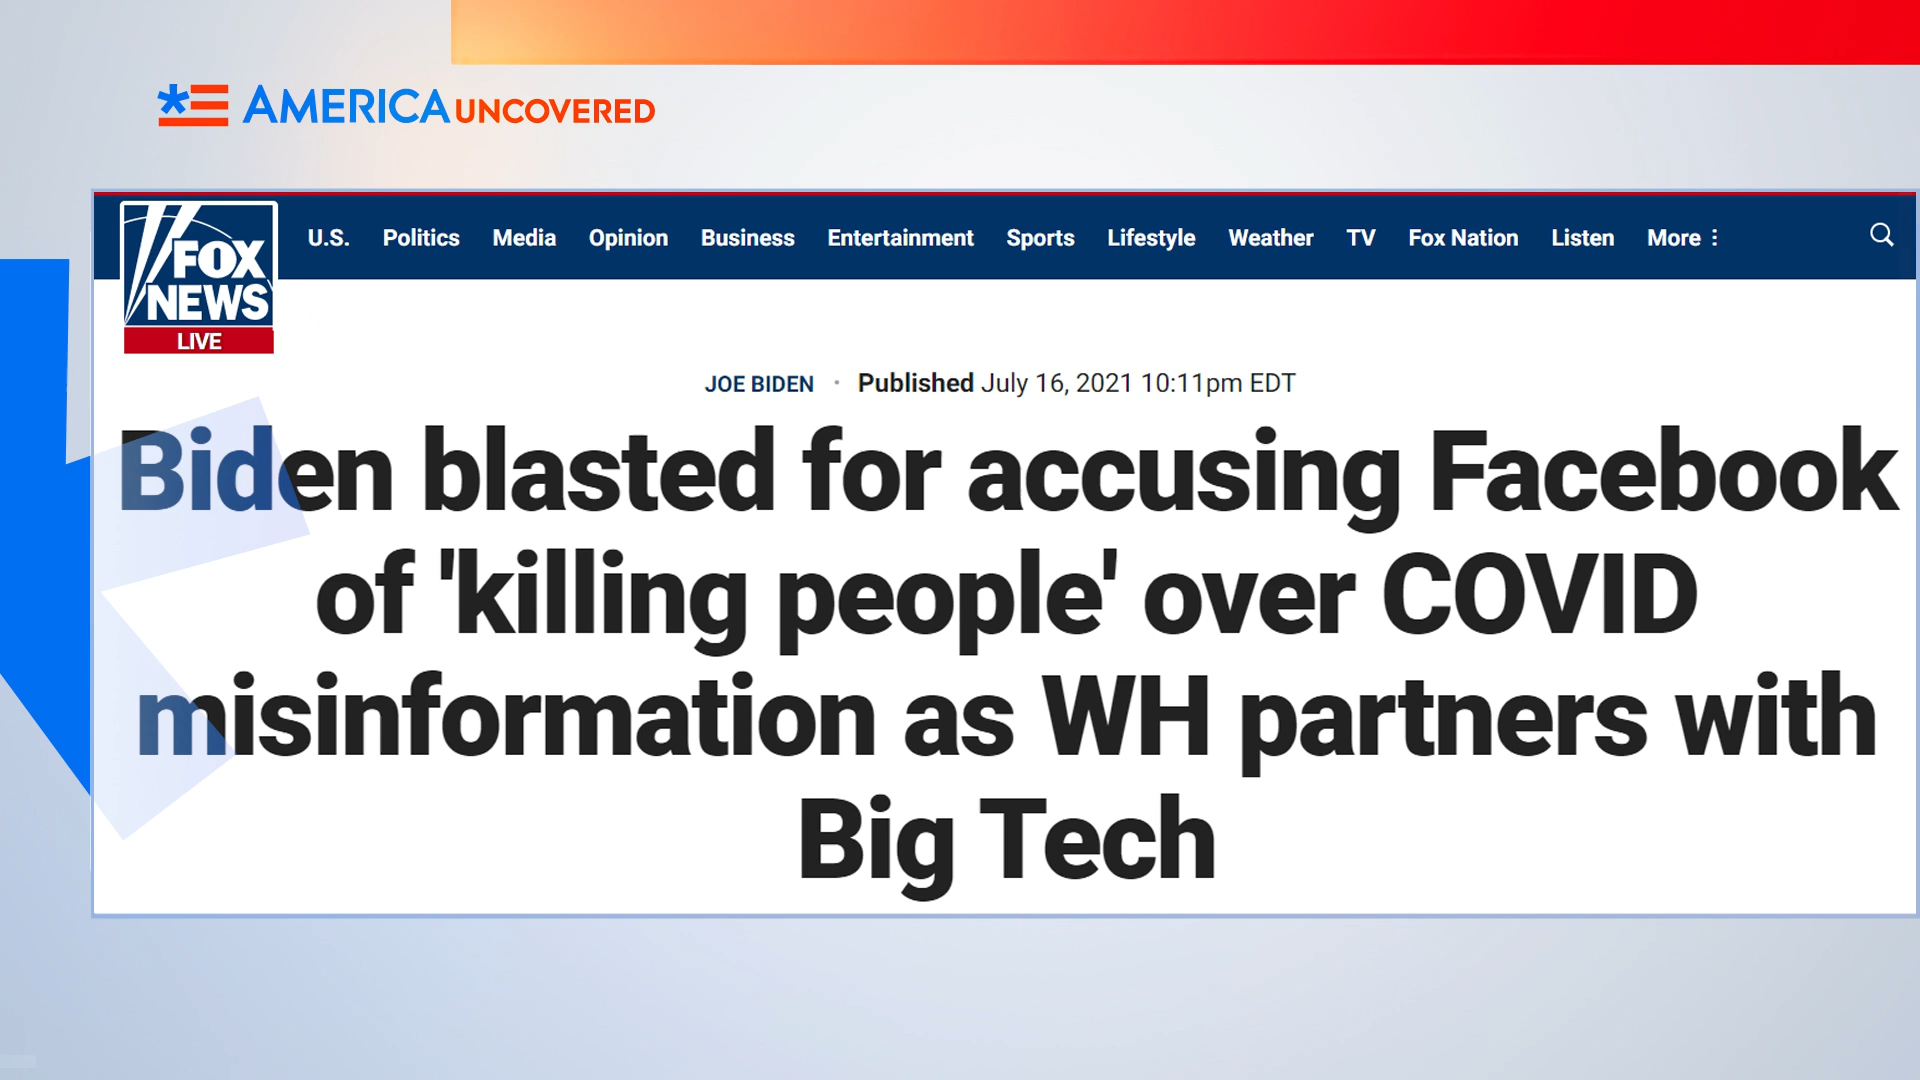 AMERICA UNCOVERED
FOX NEWS LIVE
U.S. Politics Media Opinion Business Entertainment Sports Lifestyle Weather TV Fox Nation Listen More
JOE BIDEN · Published July 16, 2021 10:11pm EDT
Biden blasted for accusing Facebook
of 'killing people' over COVID
misinformation as WH partners with
Big Tech